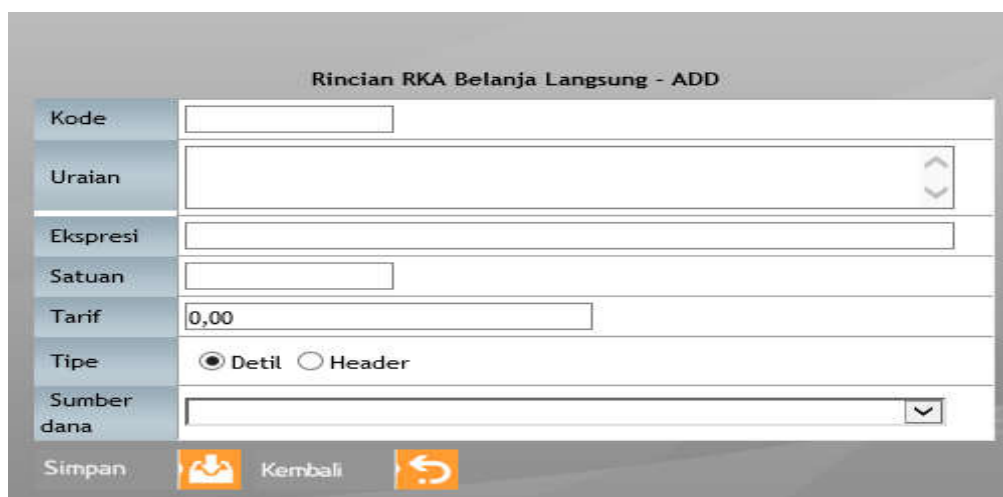 Rincian RKA Belanja Langsung - ADD
Kode
Uraian
Ekspresi
Satuan
Tarif 0,00
Tipe Detil Header
Sumber
dana
Simpan Kembali